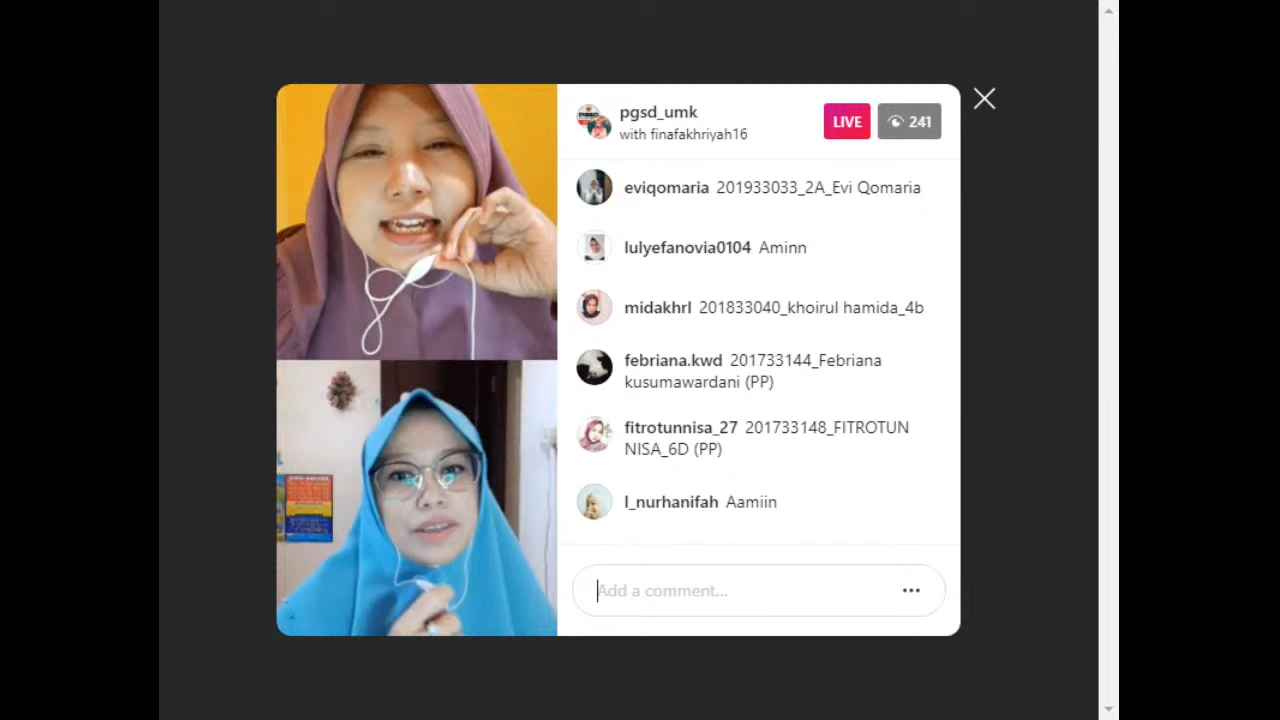 pgsd_umk
with finafakhriyah16
LIVE
241
eviqomaria 201933033_2A_Evi Qomaria
lulyefanovia0104 Aminn
midakhrl 201833040_khoirul hamida_4b
febriana.kwd 201733144_Febriana
kusumawardani (PP)
fitrotunnisa_27 201733148_FITROTUN
NISA_6D (PP)
l_nurhanifah Aamiin
Add a comment...